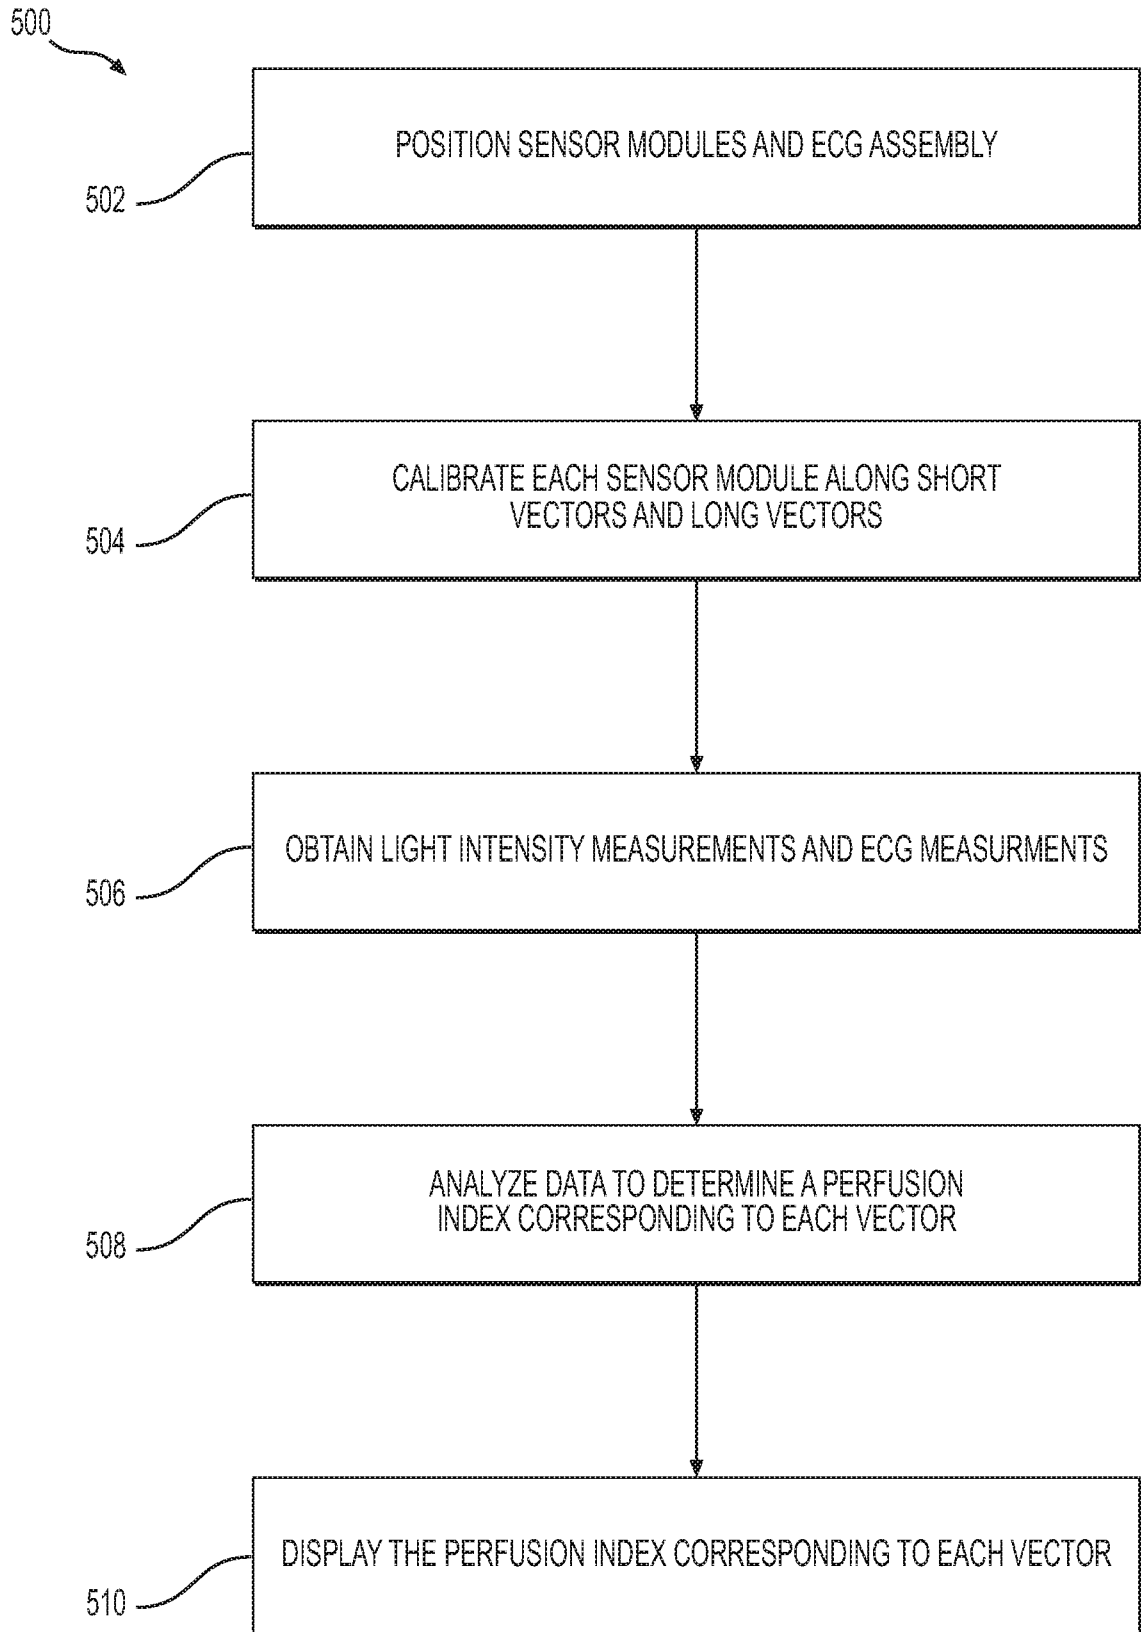 500
POSITION SENSOR MODULES AND ECG ASSEMBLY
502
CALIBRATE EACH SENSOR MODULE ALONG SHORT
VECTORS AND LONG VECTORS
504
OBTAIN LIGHT INTENSITY MEASUREMENTS AND ECG MEASURMENTS
506
ANALYZE DATA TO DETERMINE A PERFUSION
INDEX CORRESPONDING TO EACH VECTOR
508
DISPLAY THE PERFUSION INDEX CORRESPONDING TO EACH VECTOR
510